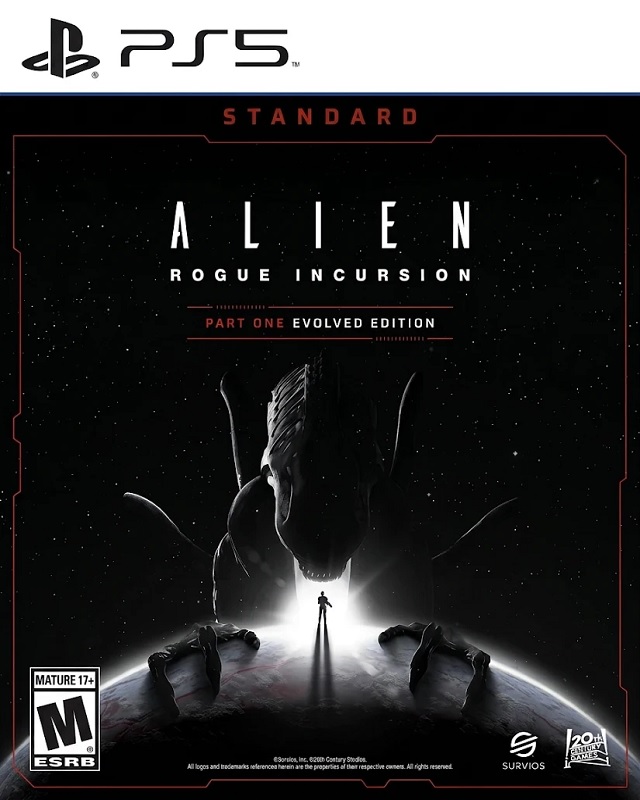 PS5
STANDARD
ALIEN
ROGUE INCURSION
PART ONE EVOLVED EDITION
MATURE 17+
M
ESRB
©Survios, Inc. ©20th Century Studios.
All logos and trademarks references herein are the properties of their respective owners. All rights reserved.
SURVIOS
20th
CENTURY
GAMES